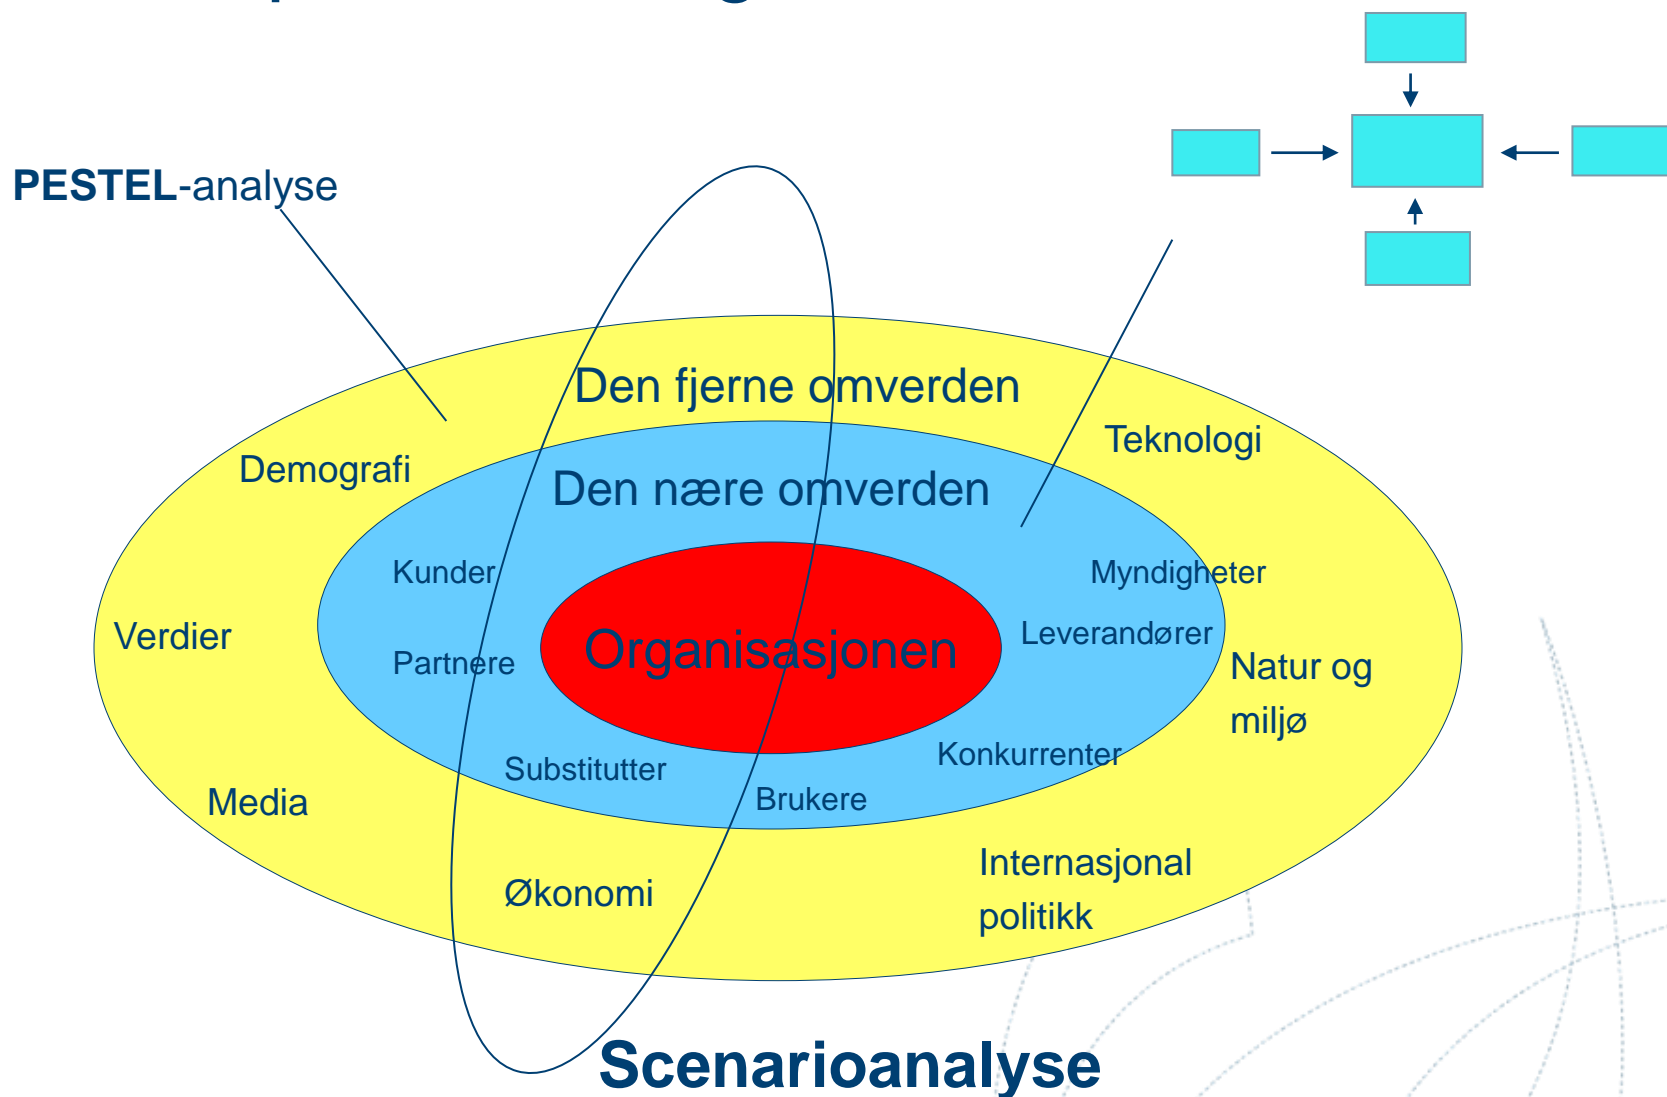 PESTEL-analyse
Den fjerne omverden
Teknologi
Demografi
Den nære omverden
Kunder
Myndigheter
Verdier
Partnere
Organisasjonen
Leverandører
Natur og
miljø
Substitutter
Konkurrenter
Media
Brukere
Økonomi
Internasjonal
politikk
Scenarioanalyse